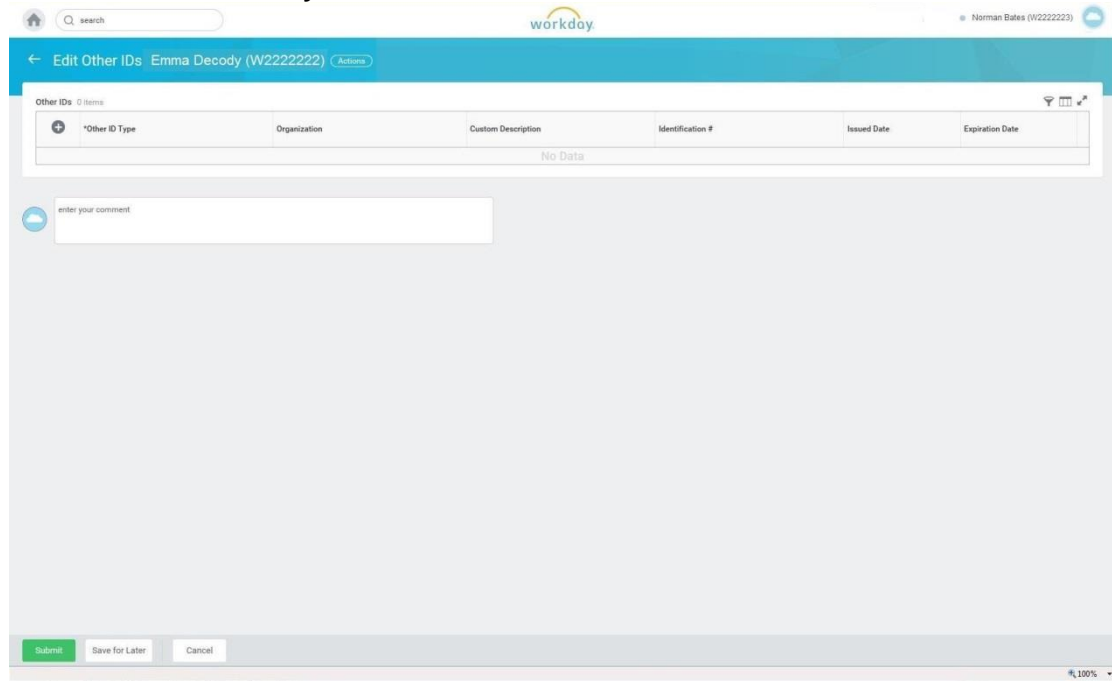 search
workday.
Norman Bates (W2222223)
Edit Other IDs Emma Decody (W2222222) Actions
Other IDs 0 items
*Other ID Type Organization Custom Description Identification # Issued Date Expiration Date
No Data
enter your comment
Submit Save for Later Cancel
100%